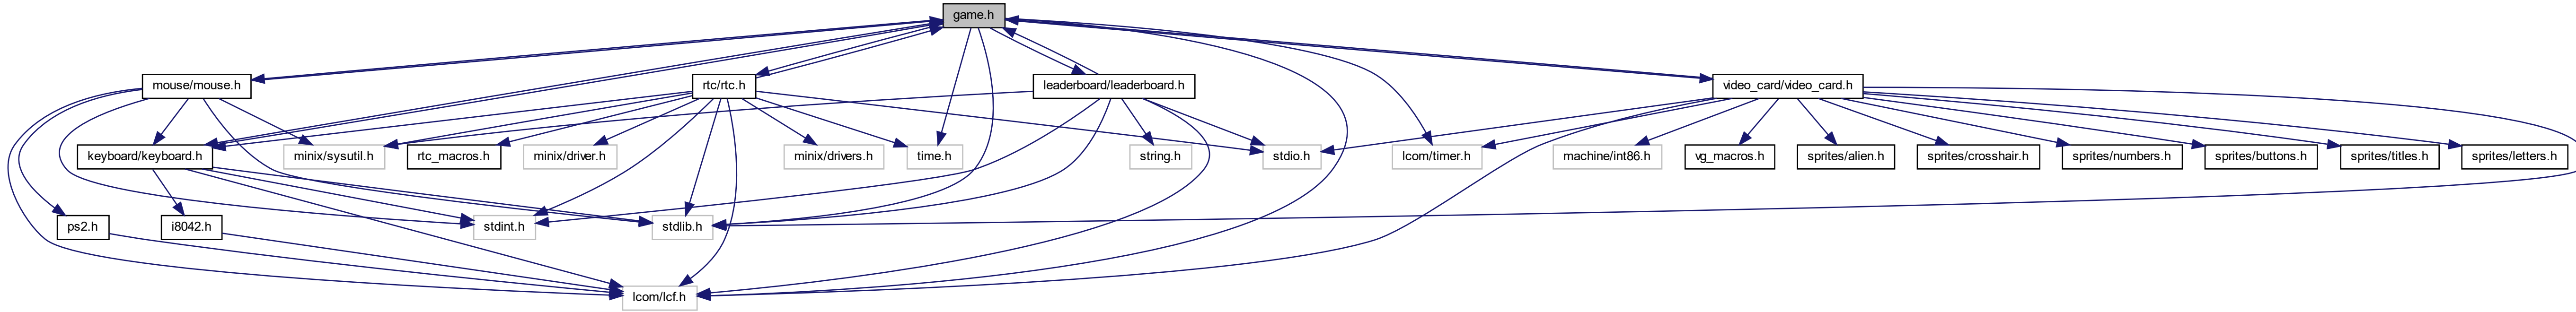 game.h
mouse/mouse.h
rtc/rtc.h
leaderboard/leaderboard.h
video_card/video_card.h
keyboard/keyboard.h
minix/sysutil.h
rtc_macros.h
minix/driver.h
minix/drivers.h
time.h
string.h
stdio.h
lcom/timer.h
machine/int86.h
vg_macros.h
sprites/alien.h
sprites/crosshair.h
sprites/numbers.h
sprites/buttons.h
sprites/titles.h
sprites/letters.h
ps2.h
i8042.h
stdint.h
stdlib.h
lcom/lcf.h